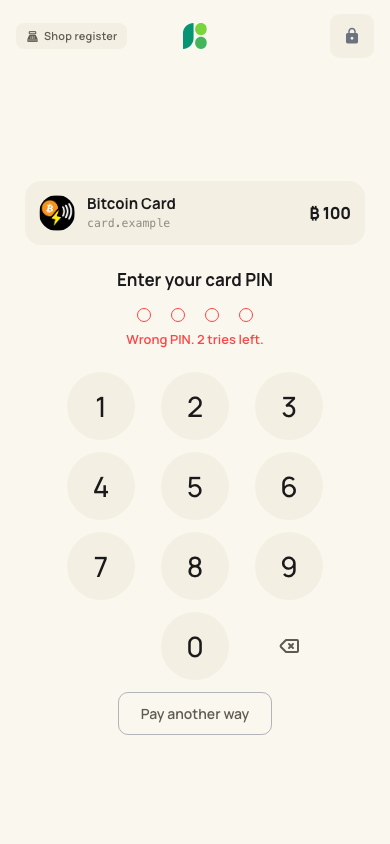 Shop register
Bitcoin Card
card.example
₿ 100
Enter your card PIN
Wrong PIN. 2 tries left.
1 2 3
4 5 6
7 8 9
0
Pay another way